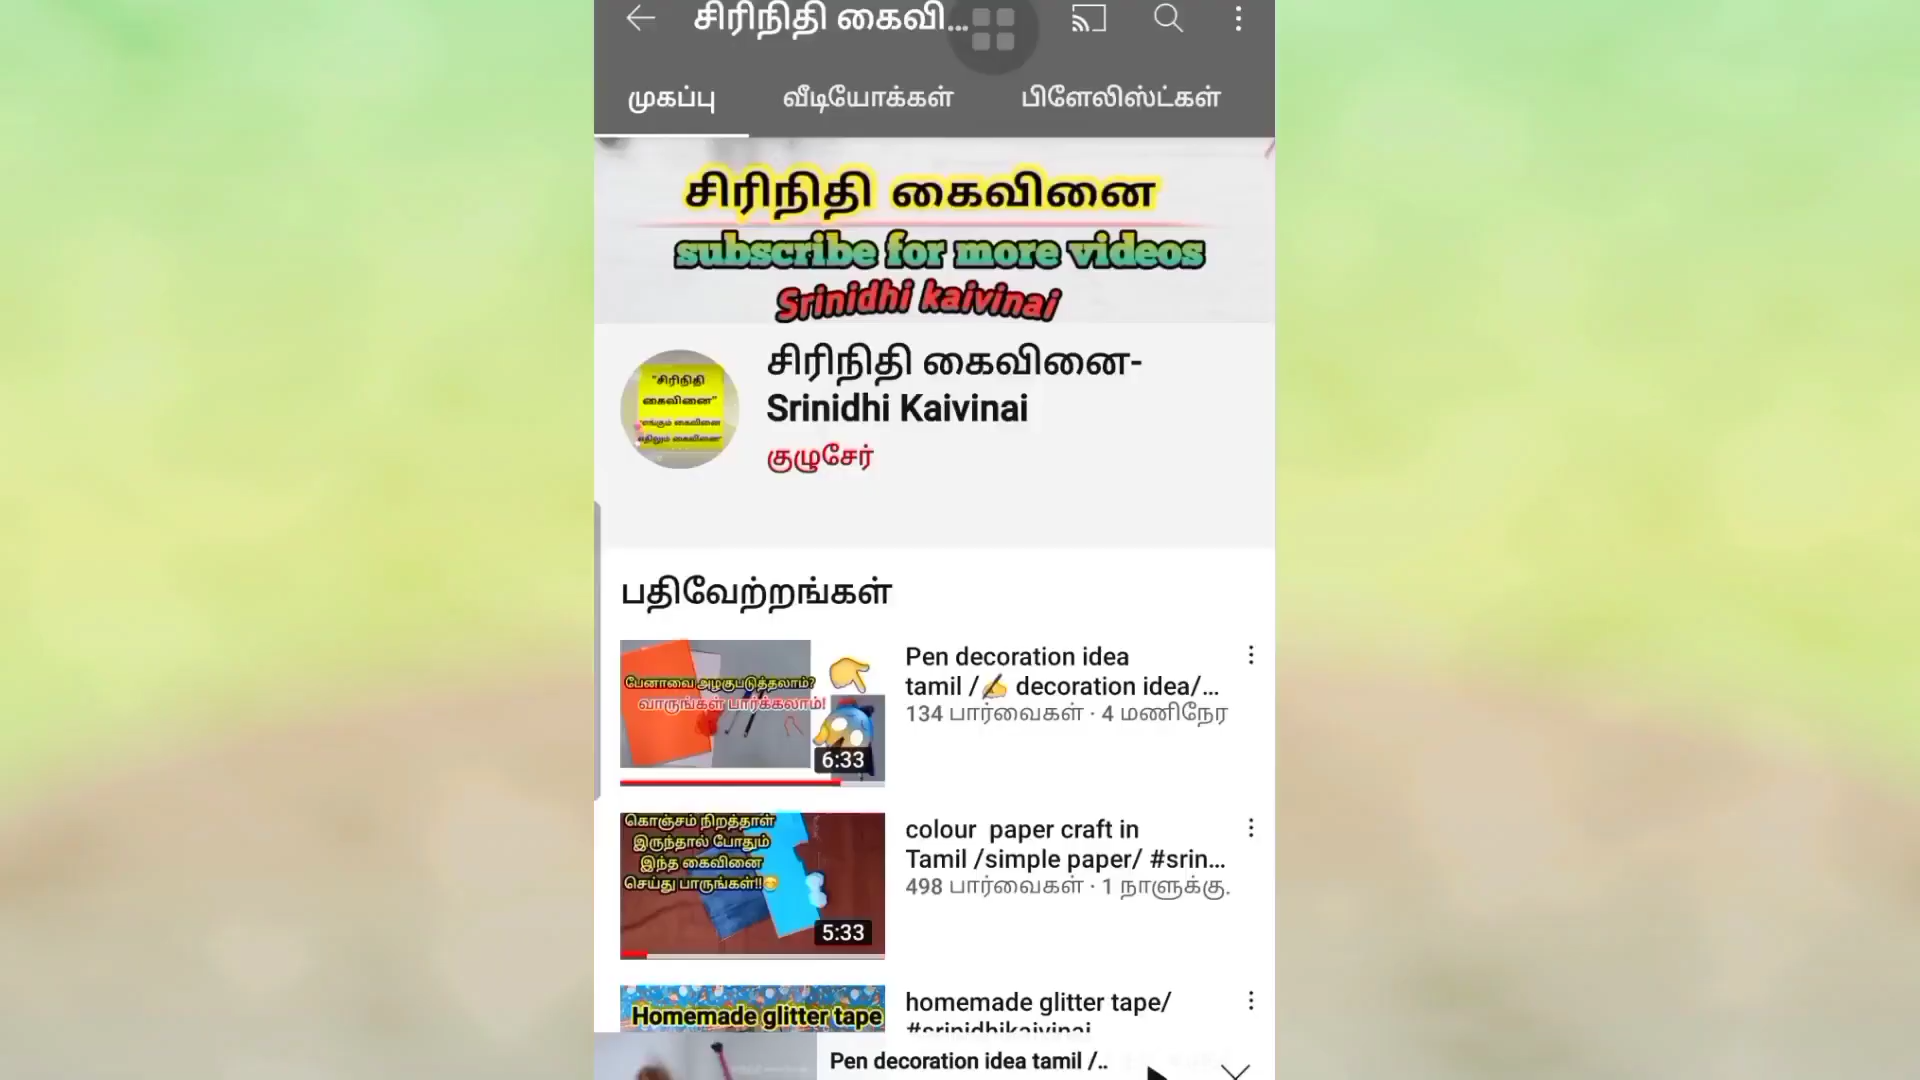 சிரிநிதி கைவி...
முகப்பு
வீடியோக்கள்
பிளேலிஸ்ட்கள்
சிரிநிதி கைவினை
subscribe for more videos
Srinidhi kaivinai
"சிரிநிதி
கைவினை"
எங்கும் கைவினை
எதிலும் கைவினை"
சிரிநிதி கைவினை-
Srinidhi Kaivinai
குழுசேர்
பதிவேற்றங்கள்
பேனாவை அழகுபடுத்தலாம்?
வாருங்கள் பார்க்கலாம்!
6:33
Pen decoration idea
tamil /✍ decoration idea/...
134 பார்வைகள் · 4 மணிநேர
கொஞ்சம் நிறத்தாள்
இருந்தால் போதும்
இந்த கைவினை
செய்து பாருங்கள்!!
5:33
colour paper craft in
Tamil /simple paper/ #srin...
498 பார்வைகள் · 1 நாளுக்கு.
Homemade glitter tape
homemade glitter tape/
#srinidhikaivinai
Pen decoration idea tamil /..